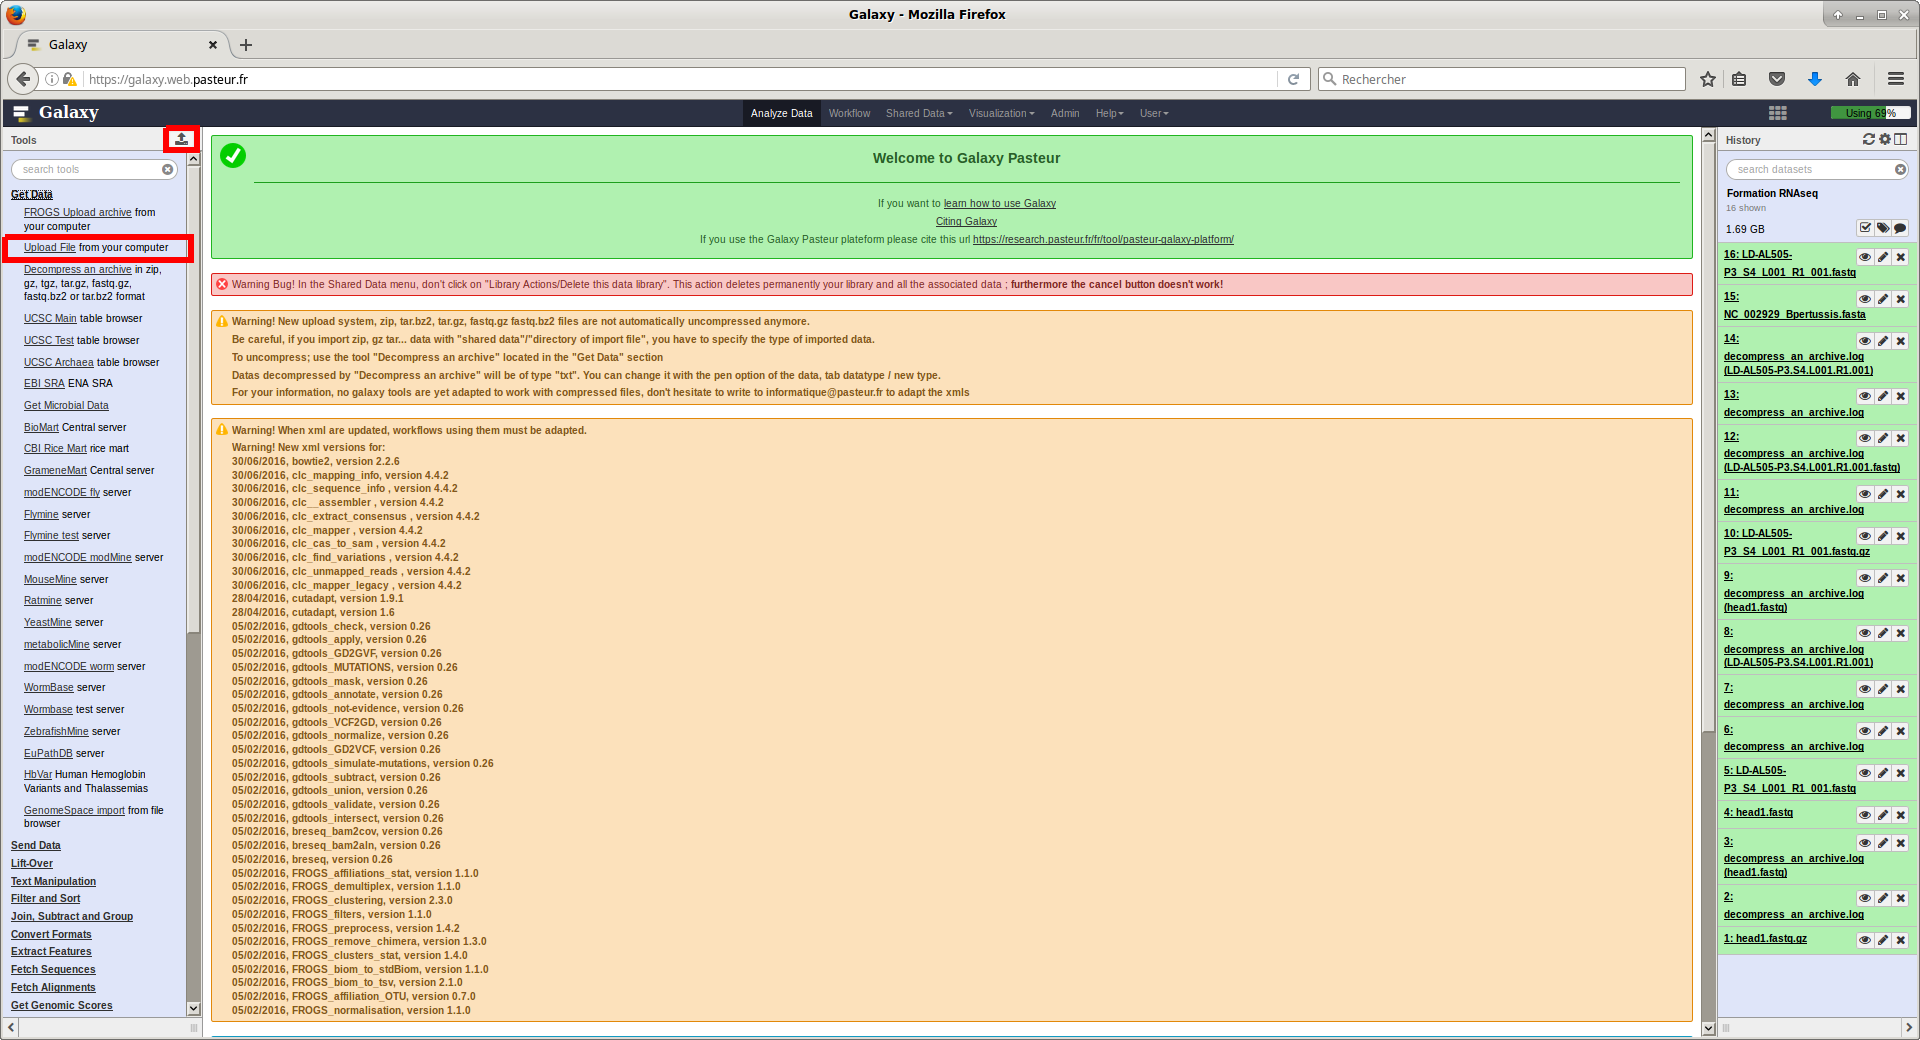 Galaxy - Mozilla Firefox
Galaxy
https://galaxy.web.pasteur.fr
Rechercher
Galaxy
Analyze Data
Workflow
Shared Data
Visualization
Admin
Help
User
Using 69%
Tools
search tools
Get Data
FROGS Upload archive from
your computer
Upload File from your computer
Decompress an archive in zip,
gz, tgz, tar.gz, fastq.gz,
fastq.bz2 or tar.bz2 format
UCSC Main table browser
UCSC Test table browser
UCSC Archaea table browser
EBI SRA ENA SRA
Get Microbial Data
BioMart Central server
CBI Rice Mart rice mart
GrameneMart Central server
modENCODE fly server
Flymine server
Flymine test server
modENCODE modMine server
MouseMine server
Ratmine server
YeastMine server
metabolicMine server
modENCODE worm server
WormBase server
Wormbase test server
ZebrafishMine server
EuPathDB server
HbVar Human Hemoglobin
Variants and Thalassemias
GenomeSpace import from file
browser
Send Data
Lift-Over
Text Manipulation
Filter and Sort
Join, Subtract and Group
Convert Formats
Extract Features
Fetch Sequences
Fetch Alignments
Get Genomic Scores
Welcome to Galaxy Pasteur
If you want to learn how to use Galaxy
Citing Galaxy
If you use the Galaxy Pasteur plateform please cite this url https://research.pasteur.fr/fr/tool/pasteur-galaxy-platform/
Warning Bug! In the Shared Data menu, don't click on "Library Actions/Delete this data library". This action deletes permanently your library and all the associated data ; furthermore the cancel button doesn't work!
Warning! New upload system, zip, tar.bz2, tar.gz, fastq.gz fastq.bz2 files are not automatically uncompressed anymore.
Be careful, if you import zip, gz tar... data with "shared data"/"directory of import file", you have to specify the type of imported data.
To uncompress; use the tool "Decompress an archive" located in the "Get Data" section
Datas decompressed by "Decompress an archive" will be of type "txt". You can change it with the pen option of the data, tab datatype / new type.
For your information, no galaxy tools are yet adapted to work with compressed files, don't hesitate to write to informatique@pasteur.fr to adapt the xmls
Warning! When xml are updated, workflows using them must be adapted.
Warning! New xml versions for:
30/06/2016, bowtie2, version 2.2.6
30/06/2016, clc_mapping_info, version 4.4.2
30/06/2016, clc_sequence_info , version 4.4.2
30/06/2016, clc__assembler , version 4.4.2
30/06/2016, clc_extract_consensus , version 4.4.2
30/06/2016, clc_mapper , version 4.4.2
30/06/2016, clc_cas_to_sam , version 4.4.2
30/06/2016, clc_find_variations , version 4.4.2
30/06/2016, clc_unmapped_reads , version 4.4.2
30/06/2016, clc_mapper_legacy , version 4.4.2
28/04/2016, cutadapt, version 1.9.1
28/04/2016, cutadapt, version 1.6
05/02/2016, gdtools_check, version 0.26
05/02/2016, gdtools_apply, version 0.26
05/02/2016, gdtools_GD2GVF, version 0.26
05/02/2016, gdtools_MUTATIONS, version 0.26
05/02/2016, gdtools_mask, version 0.26
05/02/2016, gdtools_annotate, version 0.26
05/02/2016, gdtools_not-evidence, version 0.26
05/02/2016, gdtools_VCF2GD, version 0.26
05/02/2016, gdtools_normalize, version 0.26
05/02/2016, gdtools_GD2VCF, version 0.26
05/02/2016, gdtools_simulate-mutations, version 0.26
05/02/2016, gdtools_subtract, version 0.26
05/02/2016, gdtools_union, version 0.26
05/02/2016, gdtools_validate, version 0.26
05/02/2016, gdtools_intersect, version 0.26
05/02/2016, breseq_bam2cov, version 0.26
05/02/2016, breseq_bam2aln, version 0.26
05/02/2016, breseq, version 0.26
05/02/2016, FROGS_affiliations_stat, version 1.1.0
05/02/2016, FROGS_demultiplex, version 1.1.0
05/02/2016, FROGS_clustering, version 2.3.0
05/02/2016, FROGS_filters, version 1.1.0
05/02/2016, FROGS_preprocess, version 1.4.2
05/02/2016, FROGS_remove_chimera, version 1.3.0
05/02/2016, FROGS_clusters_stat, version 1.4.0
05/02/2016, FROGS_biom_to_stdBiom, version 1.1.0
05/02/2016, FROGS_biom_to_tsv, version 2.1.0
05/02/2016, FROGS_affiliation_OTU, version 0.7.0
05/02/2016, FROGS_normalisation, version 1.1.0
History
search datasets
Formation RNAseq
16 shown
1.69 GB
16: LD-AL505-
P3_S4_L001_R1_001.fastq
15:
NC_002929_Bpertussis.fasta
14:
decompress_an_archive.log
(LD-AL505-P3.S4.L001.R1.001)
13:
decompress_an_archive.log
12:
decompress_an_archive.log
(LD-AL505-P3.S4.L001.R1.001.fastq)
11:
decompress_an_archive.log
10: LD-AL505-
P3_S4_L001_R1_001.fastq.gz
9:
decompress_an_archive.log
(head1.fastq)
8:
decompress_an_archive.log
(LD-AL505-P3.S4.L001.R1.001)
7:
decompress_an_archive.log
6:
decompress_an_archive.log
5: LD-AL505-
P3_S4_L001_R1_001.fastq
4: head1.fastq
3:
decompress_an_archive.log
(head1.fastq)
2:
decompress_an_archive.log
1: head1.fastq.gz